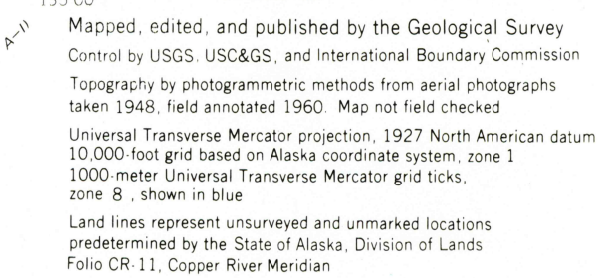 A-1)
Mapped, edited, and published by the Geological Survey
Control by USGS, USC&GS, and International Boundary Commission
Topography by photogrammetric methods from aerial photographs
taken 1948, field annotated 1960. Map not field checked
Universal Transverse Mercator projection, 1927 North American datum
10,000-foot grid based on Alaska coordinate system, zone 1
1000-meter Universal Transverse Mercator grid ticks,
zone 8 , shown in blue
Land lines represent unsurveyed and unmarked locations
predetermined by the State of Alaska, Division of Lands
Folio CR-11, Copper River Meridian